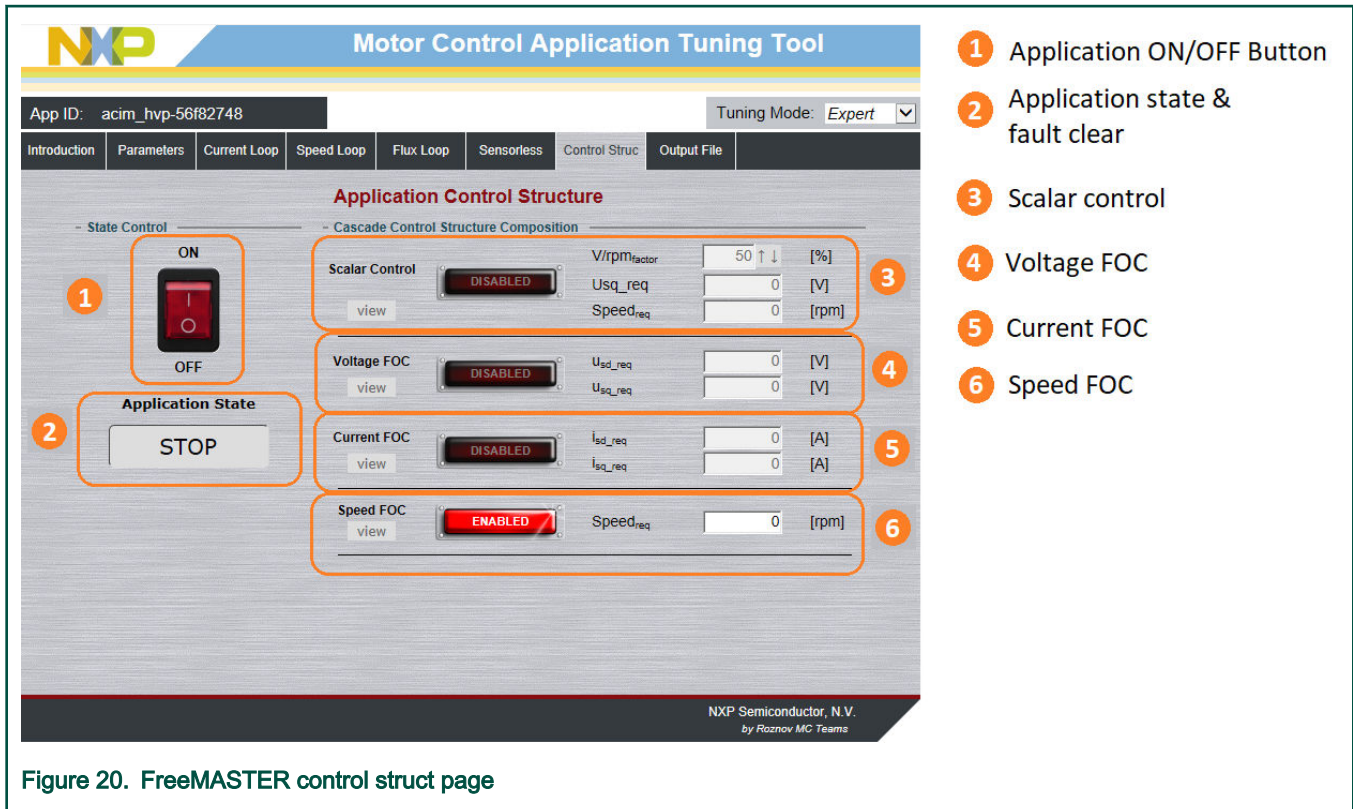 NXP
Motor Control Application Tuning Tool
App ID: acim_hvp-56f82748
Tuning Mode: Expert
Introduction Parameters Current Loop Speed Loop Flux Loop Sensorless Control Struc Output File
Application Control Structure
- State Control
ON
I
O
OFF
1
Application State
2
STOP
- Cascade Control Structure Composition
Scalar Control
view
DISABLED
V/rpmfactor 50 ↑↓ [%]
Usq_req 0 [V]
Speedreq 0 [rpm]
3
Voltage FOC
view
DISABLED
usd_req 0 [V]
usq_req 0 [V]
4
Current FOC
view
DISABLED
isd_req 0 [A]
isq_req 0 [A]
5
Speed FOC
view
ENABLED
Speedreq 0 [rpm]
6
NXP Semiconductor, N.V.
by Roznov MC Teams
1 Application ON/OFF Button
2 Application state &
fault clear
3 Scalar control
4 Voltage FOC
5 Current FOC
6 Speed FOC
Figure 20. FreeMASTER control struct page